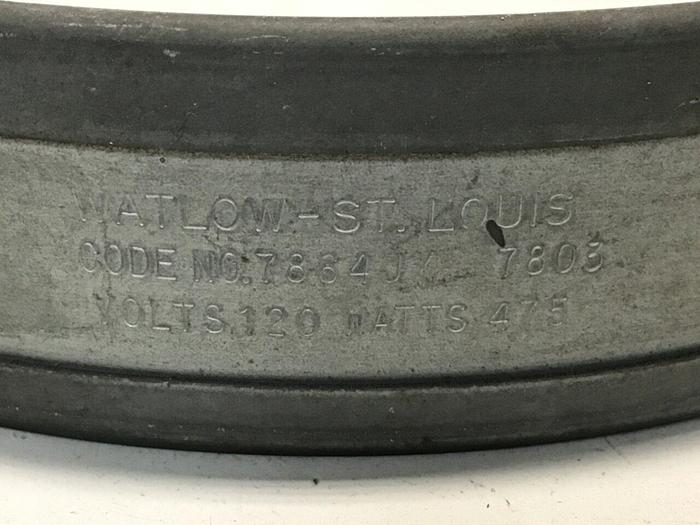 WATLOW-ST. LOUIS
CODE NO. 7864J 7803
VOLTS 120 WATTS 475